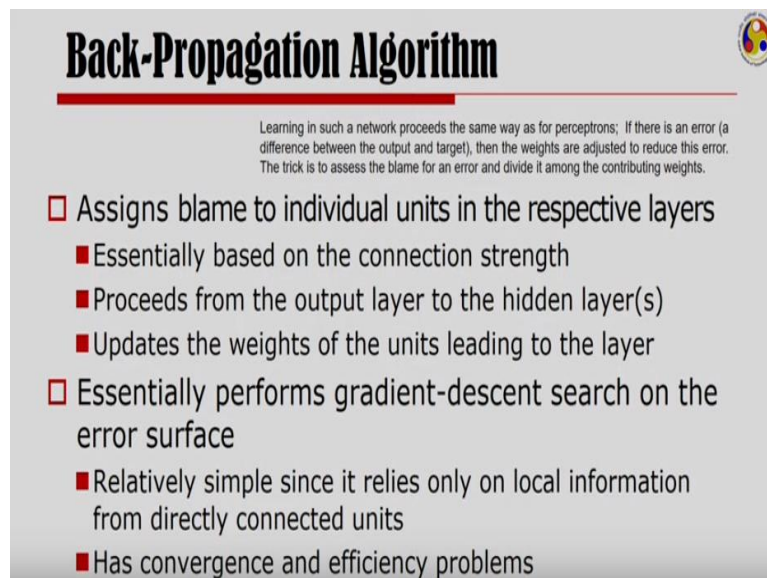 Back-Propagation Algorithm
Learning in such a network proceeds the same way as for perceptrons; If there is an error (a
difference between the output and target), then the weights are adjusted to reduce this error.
The trick is to assess the blame for an error and divide it among the contributing weights.
Assigns blame to individual units in the respective layers
Essentially based on the connection strength
Proceeds from the output layer to the hidden layer(s)
Updates the weights of the units leading to the layer
Essentially performs gradient-descent search on the
error surface
Relatively simple since it relies only on local information
from directly connected units
Has convergence and efficiency problems